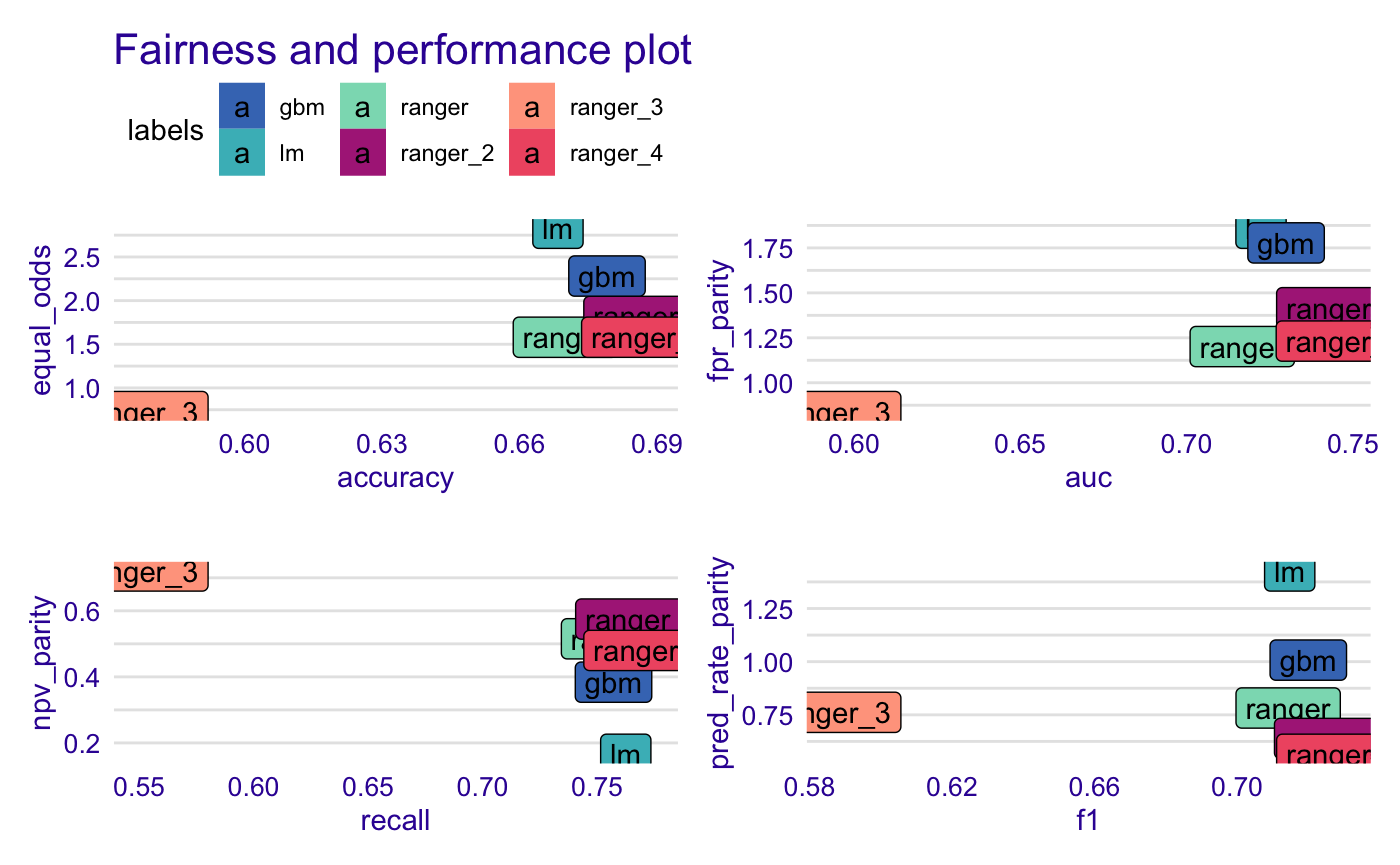 Fairness and performance plot
labels
a gbm a ranger a ranger_3
a lm a ranger_2 a ranger_4
equal_odds
2.5
2.0
1.5
1.0
lm
gbm
ranger
rang
ranger_
nger_3
0.60 0.63 0.66 0.69
accuracy
fpr_parity
1.75
1.50
1.25
1.00
gbm
ranger
ranger
range
nger_3
0.60 0.65 0.70 0.75
auc
npv_parity
0.6
0.4
0.2
nger_3
ranger
ranger
gbm
lm
0.55 0.60 0.65 0.70 0.75
recall
pred_rate_parity
1.25
1.00
0.75
lm
gbm
ranger
nger_3
ranger
0.58 0.62 0.66 0.70
f1